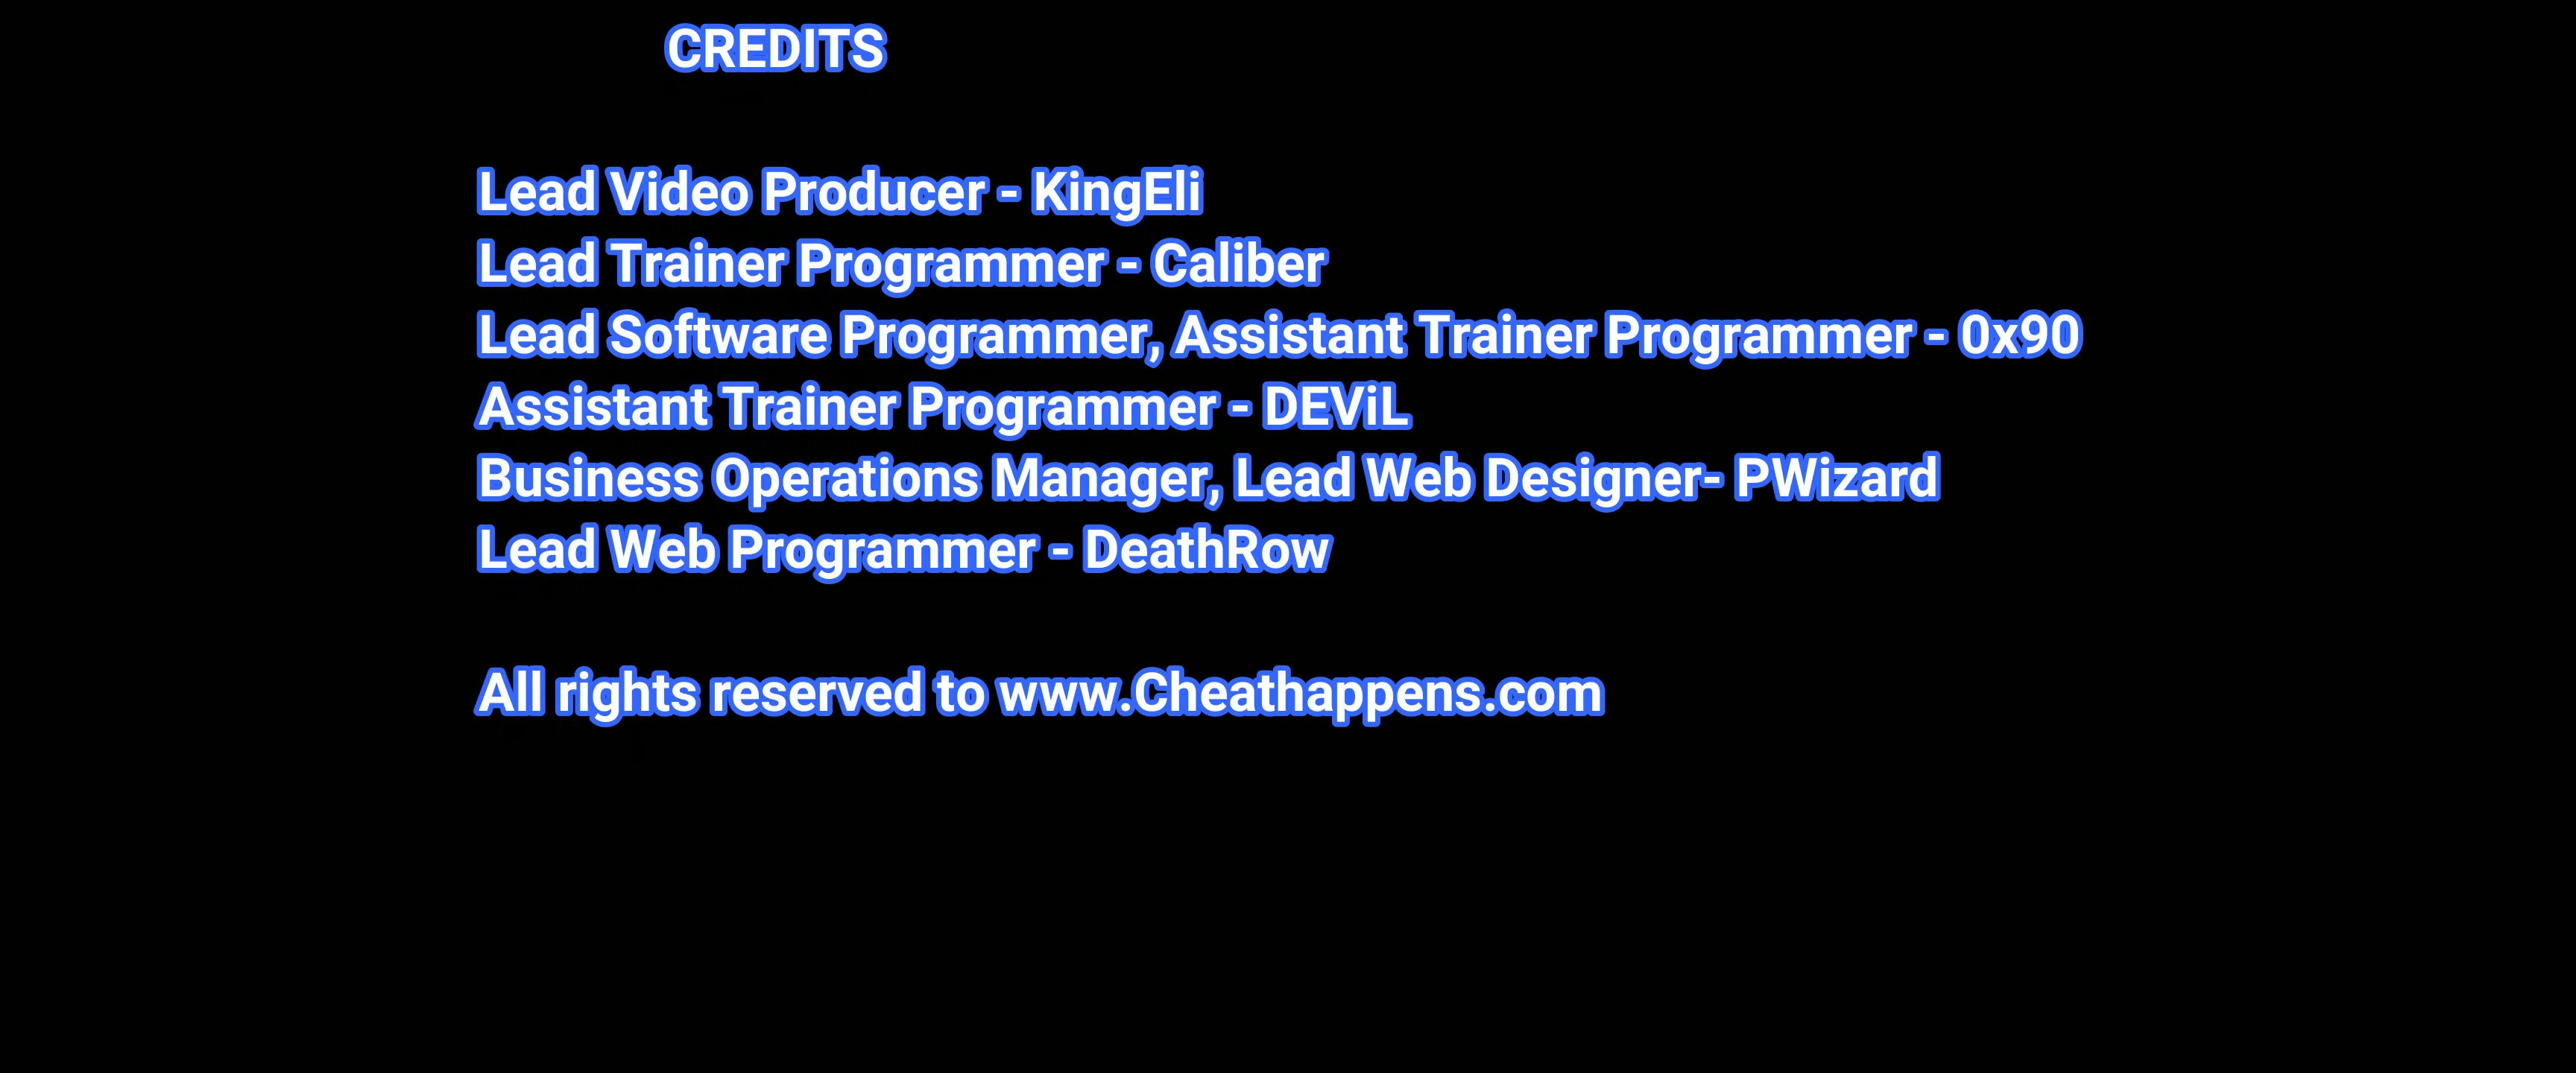 CREDITS
Lead Video Producer - KingEli
Lead Trainer Programmer - Caliber
Lead Software Programmer, Assistant Trainer Programmer - 0x90
Assistant Trainer Programmer - DEViL
Business Operations Manager, Lead Web Designer- PWizard
Lead Web Programmer - DeathRow
All rights reserved to www.Cheathappens.com